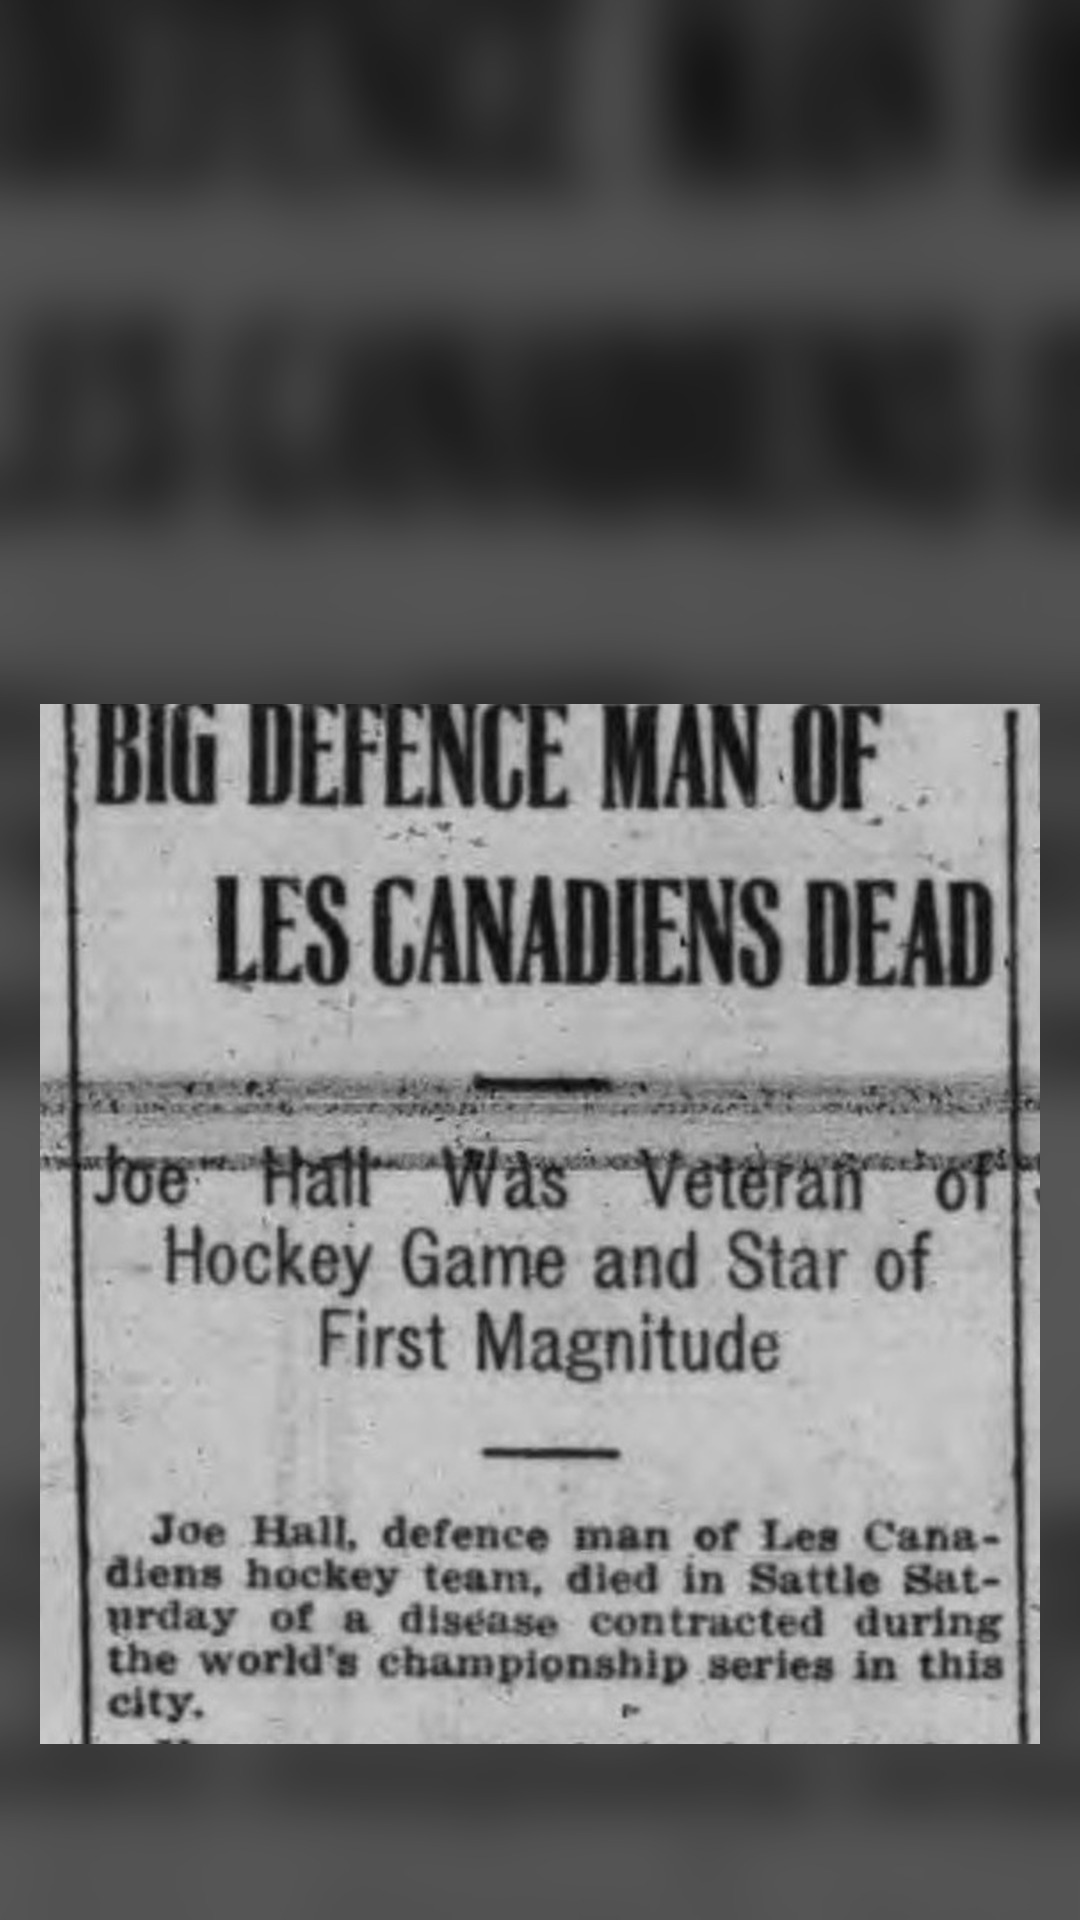 BIG DEFENCE MAN OF
LES CANADIENS DEAD
Joe Hall Was Veteran of
Hockey Game and Star of
First Magnitude
Joe Hall, defence man of Les Cana-
diens hockey team, died in Sattle Sat-
urday of a disease contracted during
the world's championship series in this
city.